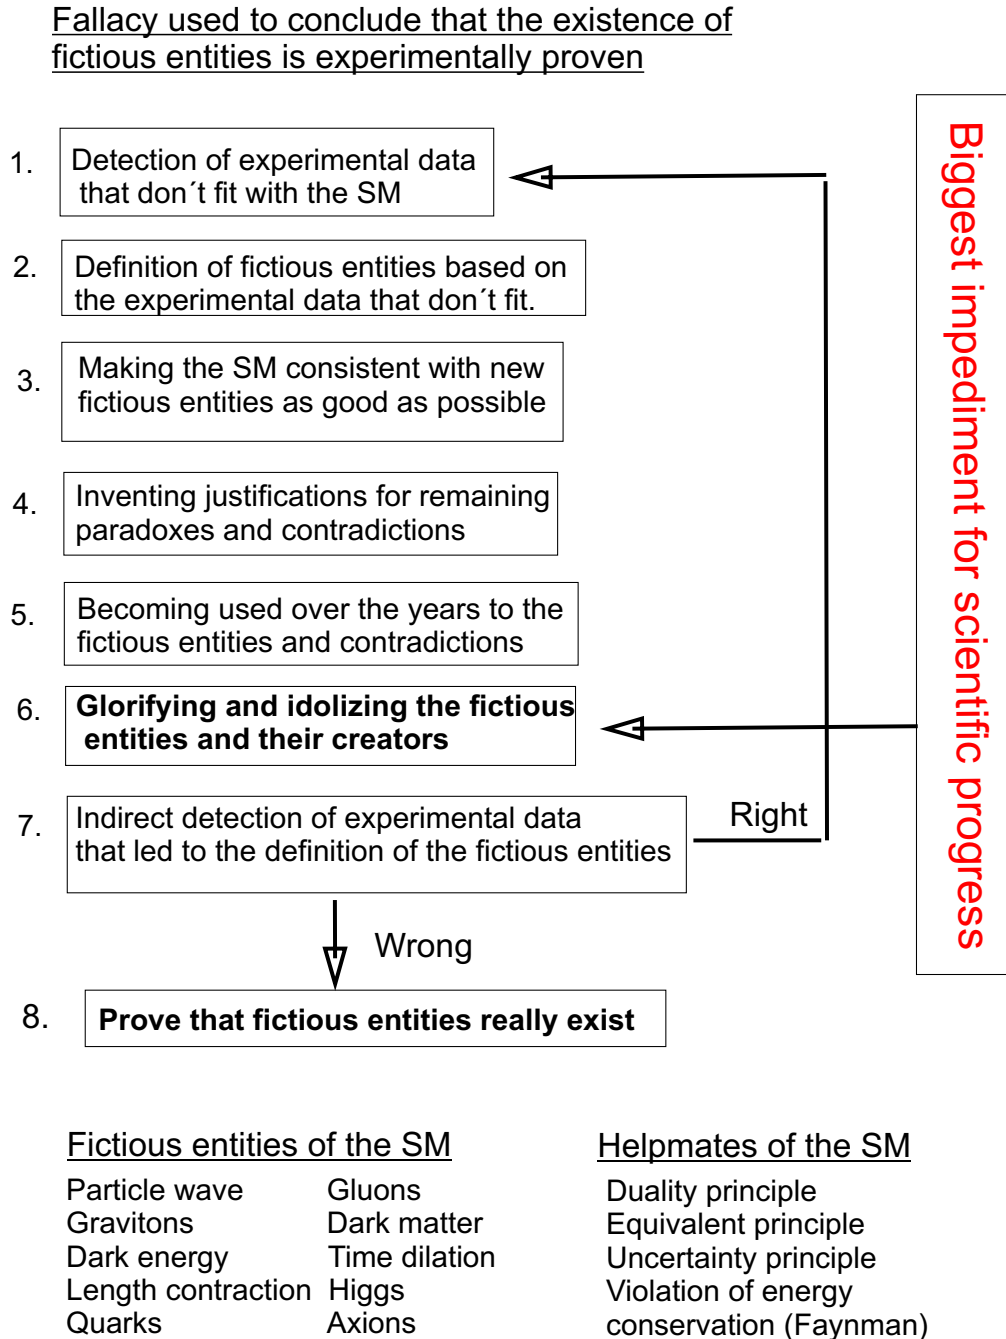 Fallacy used to conclude that the existence of
fictious entities is experimentally proven
1. Detection of experimental data
that don´t fit with the SM
2. Definition of fictious entities based on
the experimental data that don´t fit.
3. Making the SM consistent with new
fictious entities as good as possible
4. Inventing justifications for remaining
paradoxes and contradictions
5. Becoming used over the years to the
fictious entities and contradictions
6. Glorifying and idolizing the fictious
entities and their creators
7. Indirect detection of experimental data
that led to the definition of the fictious entities
Right
Wrong
8. Prove that fictious entities really exist
Biggest impediment for scientific progress
Fictious entities of the SM
Particle wave Gluons
Gravitons Dark matter
Dark energy Time dilation
Length contraction Higgs
Quarks Axions
Helpmates of the SM
Duality principle
Equivalent principle
Uncertainty principle
Violation of energy
conservation (Faynman)